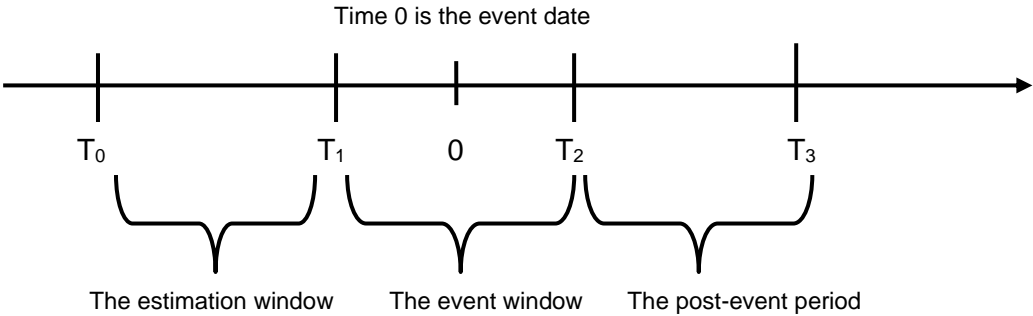 Time 0 is the event date
T₀ T₁ 0 T₂ T₃
The estimation window The event window The post-event period